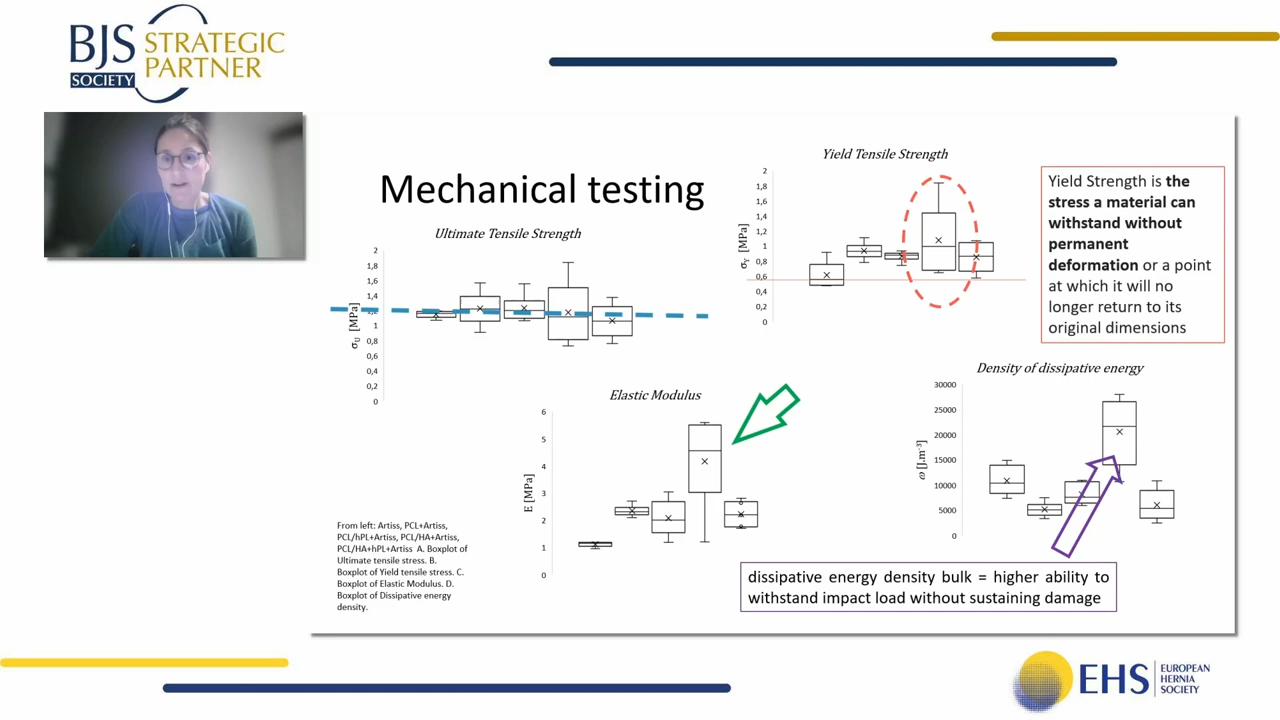 BJS STRATEGIC
SOCIETY PARTNER
Mechanical testing
Ultimate Tensile Strength
2
1,8
1,6
1,4
1,2
1
0,8
0,6
0,4
0,2
0
σU [MPa]
Yield Tensile Strength
2
1,8
1,6
1,4
1,2
1
0,8
0,6
0,4
0,2
0
σY [MPa]
Yield Strength is the
stress a material can
withstand without
permanent
deformation or a point
at which it will no
longer return to its
original dimensions
Elastic Modulus
6
5
4
3
2
1
0
E [MPa]
Density of dissipative energy
30000
25000
20000
15000
10000
5000
0
ω [J.m⁻³]
From left: Artiss, PCL+Artiss,
PCL/hPL+Artiss, PCL/HA+Artiss,
PCL/HA+hPL+Artiss A. Boxplot of
Ultimate tensile stress. B.
Boxplot of Yield tensile stress. C.
Boxplot of Elastic Modulus. D.
Boxplot of Dissipative energy
density.
dissipative energy density bulk = higher ability to
withstand impact load without sustaining damage
EHS
EUROPEAN
HERNIA
SOCIETY